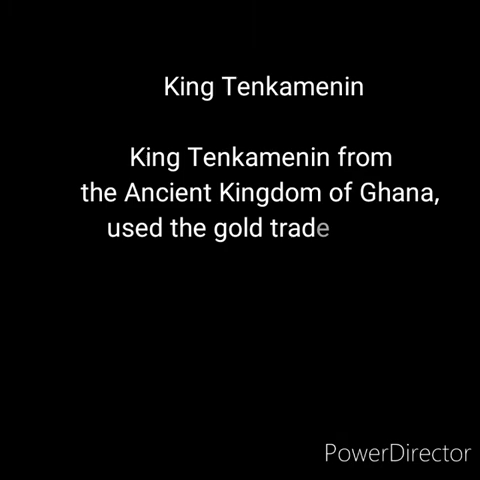 King Tenkamenin
King Tenkamenin from
the Ancient Kingdom of Ghana,
used the gold trade
PowerDirector